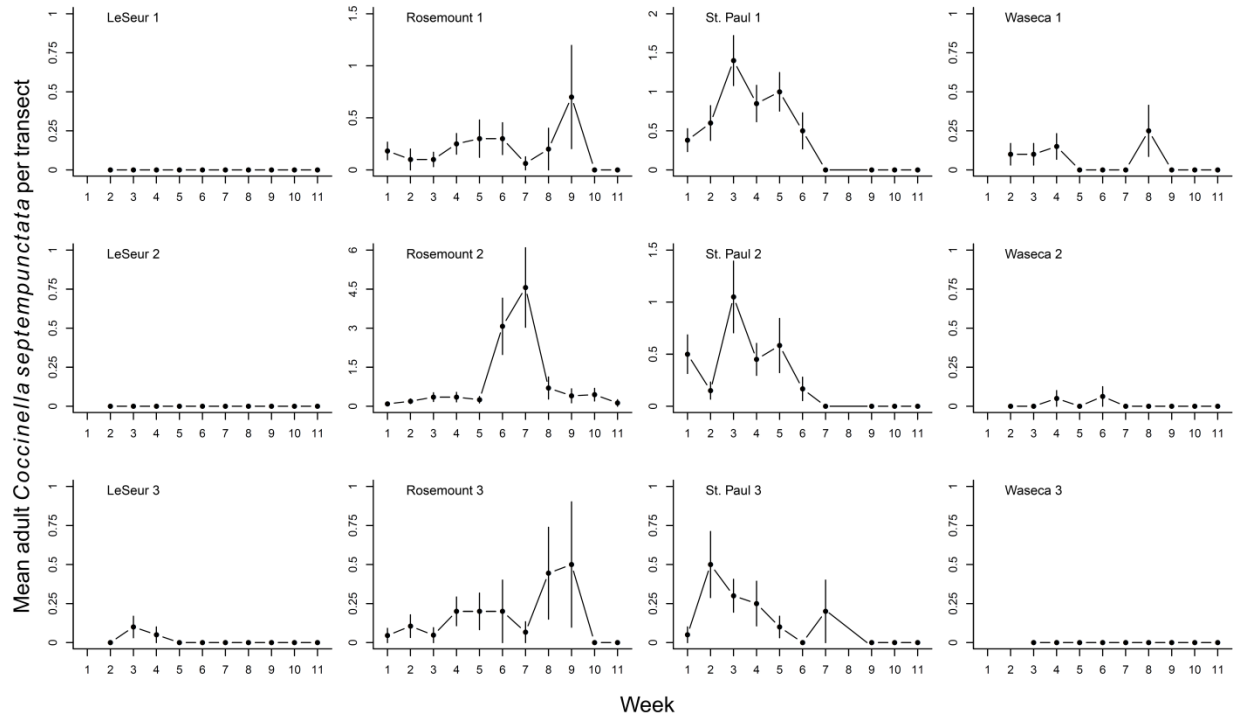 Mean adult Coccinella septempunctata per transect
LeSeur 1
0 0.25 0.5 0.75 1
1 2 3 4 5 6 7 8 9 10 11
Rosemount 1
0 0.5 1 1.5
1 2 3 4 5 6 7 8 9 10 11
St. Paul 1
0 0.5 1 1.5 2
1 2 3 4 5 6 7 8 9 10 11
Waseca 1
0 0.25 0.5 0.75 1
1 2 3 4 5 6 7 8 9 10 11
LeSeur 2
0 0.25 0.5 0.75 1
1 2 3 4 5 6 7 8 9 10 11
Rosemount 2
0 1.5 3 4.5 6
1 2 3 4 5 6 7 8 9 10 11
St. Paul 2
0 0.5 1 1.5
1 2 3 4 5 6 7 8 9 10 11
Waseca 2
0 0.25 0.5 0.75 1
1 2 3 4 5 6 7 8 9 10 11
LeSeur 3
0 0.25 0.5 0.75 1
1 2 3 4 5 6 7 8 9 10 11
Rosemount 3
0 0.25 0.5 0.75 1
1 2 3 4 5 6 7 8 9 10 11
St. Paul 3
0 0.25 0.5 0.75 1
1 2 3 4 5 6 7 8 9 10 11
Waseca 3
0 0.25 0.5 0.75 1
1 2 3 4 5 6 7 8 9 10 11
Week